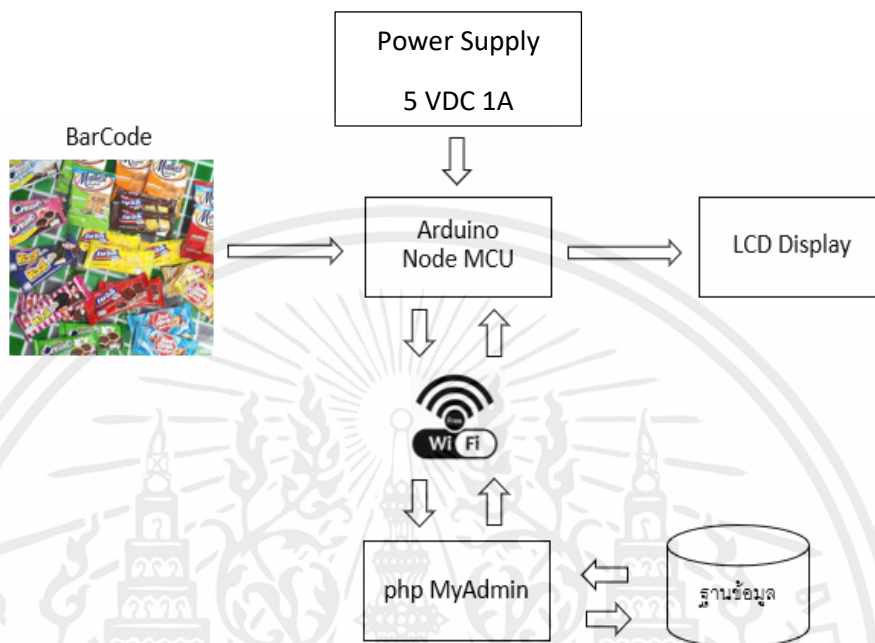 Power Supply
5 VDC 1A
BarCode
Arduino
Node MCU
LCD Display
Free
Wi Fi
php MyAdmin
ฐานข้อมูล